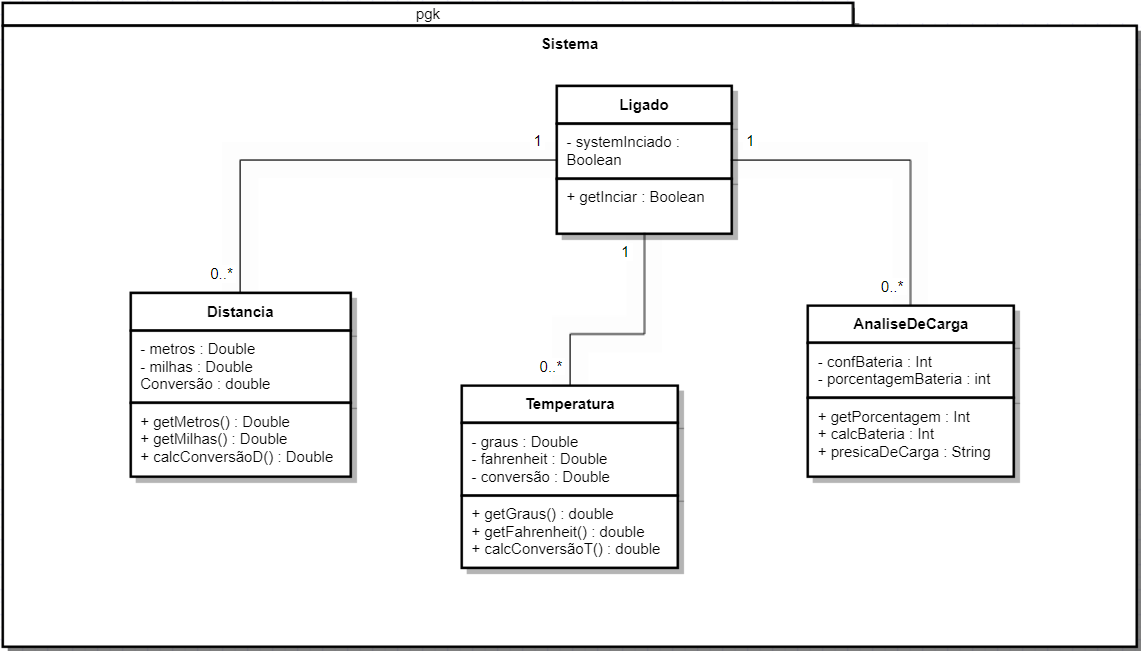 pgk
Sistema
Ligado
- systemInciado :
Boolean
+ getInciar : Boolean
1
1
1
0..*
0..*
0..*
Distancia
- metros : Double
- milhas : Double
Conversão : double
+ getMetros() : Double
+ getMilhas() : Double
+ calcConversãoD() : Double
Temperatura
- graus : Double
- fahrenheit : Double
- conversão : Double
+ getGraus() : double
+ getFahrenheit() : double
+ calcConversãoT() : double
AnaliseDeCarga
- confBateria : Int
- porcentagemBateria : int
+ getPorcentagem : Int
+ calcBateria : Int
+ presicaDeCarga : String